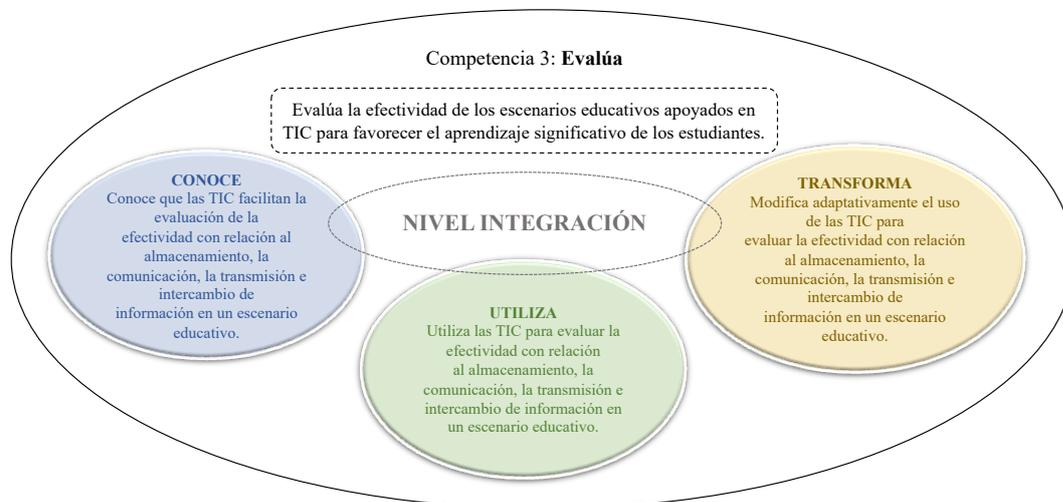 Competencia 3: Evalúa
Evalúa la efectividad de los escenarios educativos apoyados en
TIC para favorecer el aprendizaje significativo de los estudiantes.
CONOCE
Conoce que las TIC facilitan la
evaluación de la
efectividad con relación al
almacenamiento, la
comunicación, la transmisión e
intercambio de
información en un escenario
educativo.
NIVEL INTEGRACIÓN
UTILIZA
Utiliza las TIC para evaluar la
efectividad con relación
al almacenamiento, la
comunicación, la transmisión e
intercambio de información en
un escenario educativo.
TRANSFORMA
Modifica adaptativamente el uso
de las TIC para
evaluar la efectividad con relación
al almacenamiento, la
comunicación, la transmisión e
intercambio de
información en un escenario
educativo.